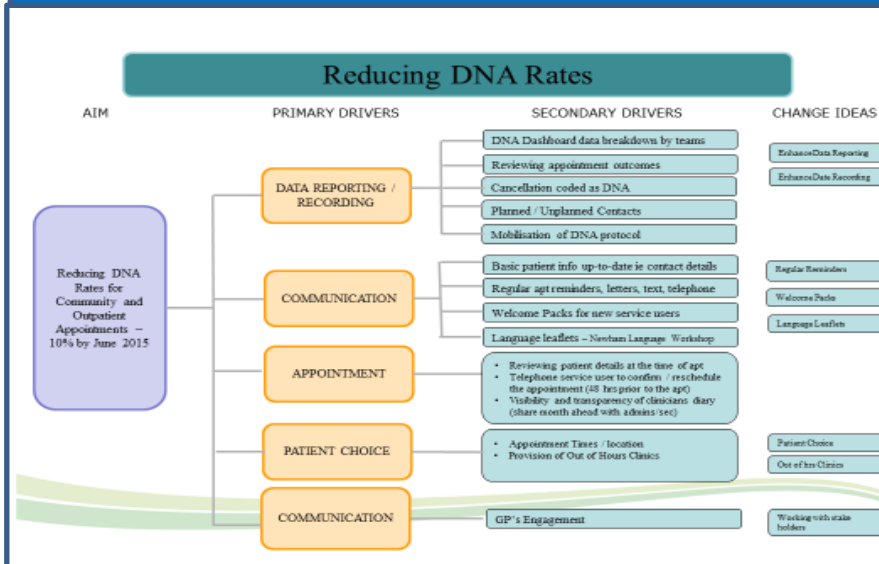 Reducing DNA Rates
AIM
PRIMARY DRIVERS
SECONDARY DRIVERS
CHANGE IDEAS
Reducing DNA
Rates for
Community and
Outpatient
Appointments –
10% by June 2015
DATA REPORTING /
RECORDING
DNA Dashboard data breakdown by teams
Reviewing appointment outcomes
Cancellation coded as DNA
Planned / Unplanned Contacts
Mobilisation of DNA protocol
Enhance Data Reporting
Enhance Data Recording
COMMUNICATION
Basic patient info up-to-date ie contact details
Regular apt reminders, letters, text, telephone
Welcome Packs for new service users
Language leaflets – Newham Language Workshop
Regular Reminders
Welcome Packs
Language Leaflets
APPOINTMENT
• Reviewing patient details at the time of apt
• Telephone service user to confirm / reschedule
the appointment (48 hrs prior to the apt)
• Visibility and transparency of clinicians diary
(share month ahead with admins/sec)
PATIENT CHOICE
• Appointment Times / location
• Provision of Out of Hours Clinics
Patient Choice
Out of hrs Clinics
COMMUNICATION
GP's Engagement
Working with stake
holders